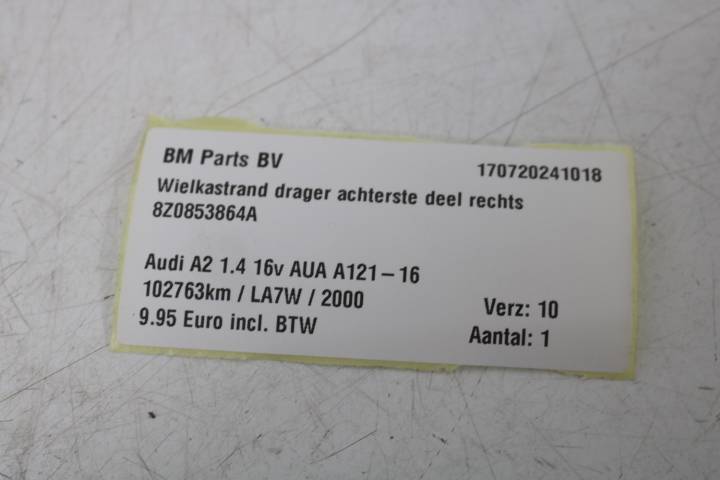 BM Parts BV
170720241018
Wielkastrand drager achterste deel rechts
8Z0853864A
Audi A2 1.4 16v AUA A121-16
102763km / LA7W / 2000
Verz: 10
9.95 Euro incl. BTW
Aantal: 1